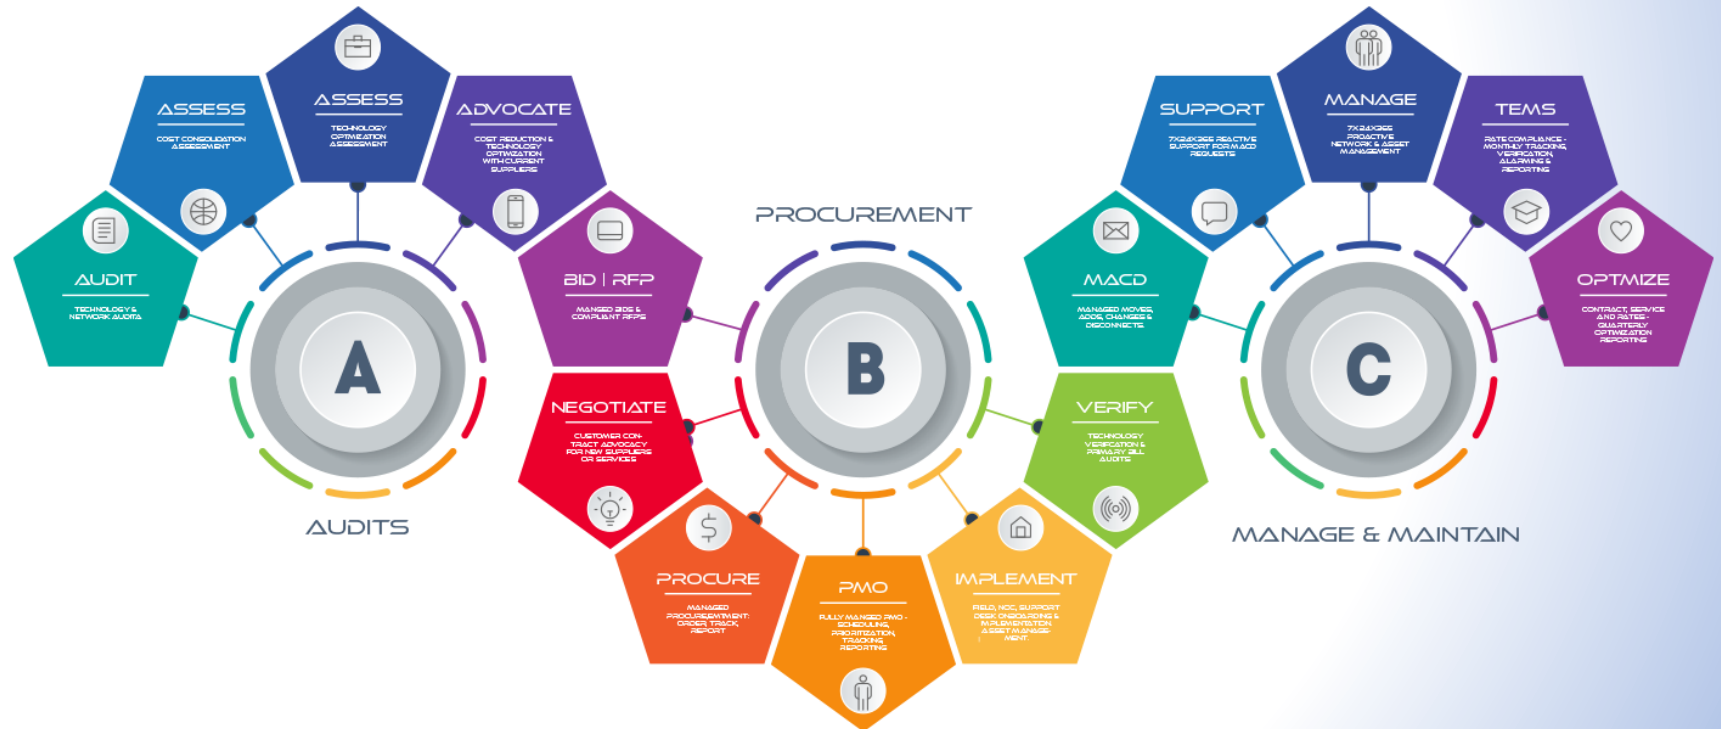 AUDIT
TECHNOLOGY &
NETWORK AUDITA
ASSESS
COST CONSOLIDATION
ASSESSMENT
ASSESS
TECHNOLOGY
OPTIMIZATION
ASSESSMENT
ADVOCATE
COST REDUCTION &
TECHNOLOGY
OPTIMIZATION
WITH CURRENT
SUPPLIERS
A
AUDITS
BID | RFP
MANGED BIDS &
COMPLIANT RFP'S
NEGOTIATE
CUSTOMER CON-
TRACT ADVOCACY
FOR NEW SUPPLIERS
OR SERVICES
PROCURE
MANAGED
ORDER, TRACK,
REPORT
PMO
FULLY MANGED PMO -
SCHEDULING,
PRIORITIZATION,
TRACKING,
REPORTING
IMPLEMENT
FIELD, NOC, SUPPORT
DESK ONBOARDING &
IMPLEMENTATION.
ASSET MANAGE-
MENT.
VERIFY
TECHNOLOGY
VERIFCATION &
PRIMARY BILL
AUDITS
PROCUREMENT
B
MACD
MANAGED MOVES,
ADDS, CHANGES &
DISCONNECTS
SUPPORT
7X24X365 REACTIVE
SUPPORT FOR MACD
REQUESTS
MANAGE
7X24X365
PROACTIVE
NETWORK & ASSET
MANAGEMENT
TEMS
RATE COMPLIANCE -
MONTHLY TRACKING,
VERIFICATION,
ALARMING &
REPORTING
OPTMIZE
CONTRACT, SERVICE
AND RATES -
QUARTERLY
OPTIMIZATION
REPORTING
C
MANAGE & MAINTAIN